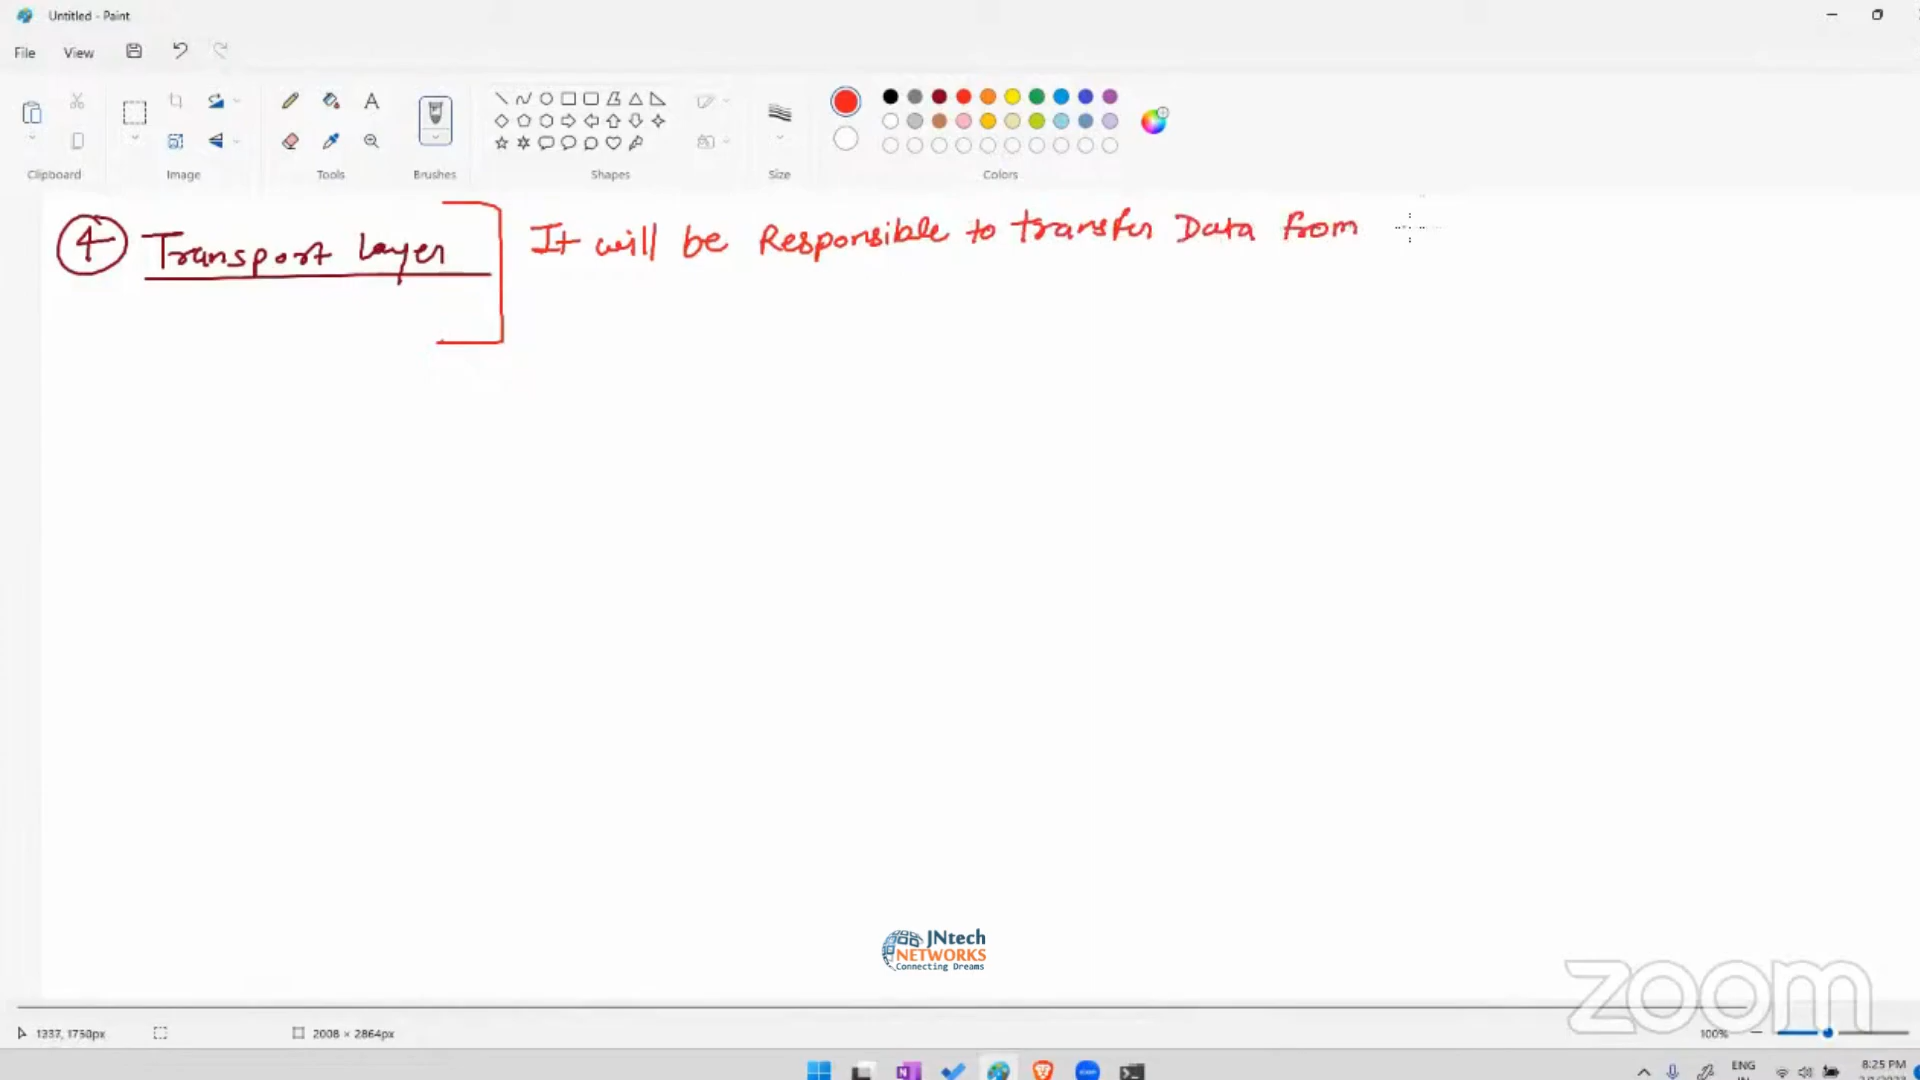 Untitled - Paint
File View
Clipboard Image Tools Brushes Shapes Size Colors
4 Transport Layer
It will be Responsible to transfer Data from
JNtech
NETWORKS
Connecting Dreams
zoom
1337, 1750px 2008 × 2864px 100%
ENG
8:25 PM